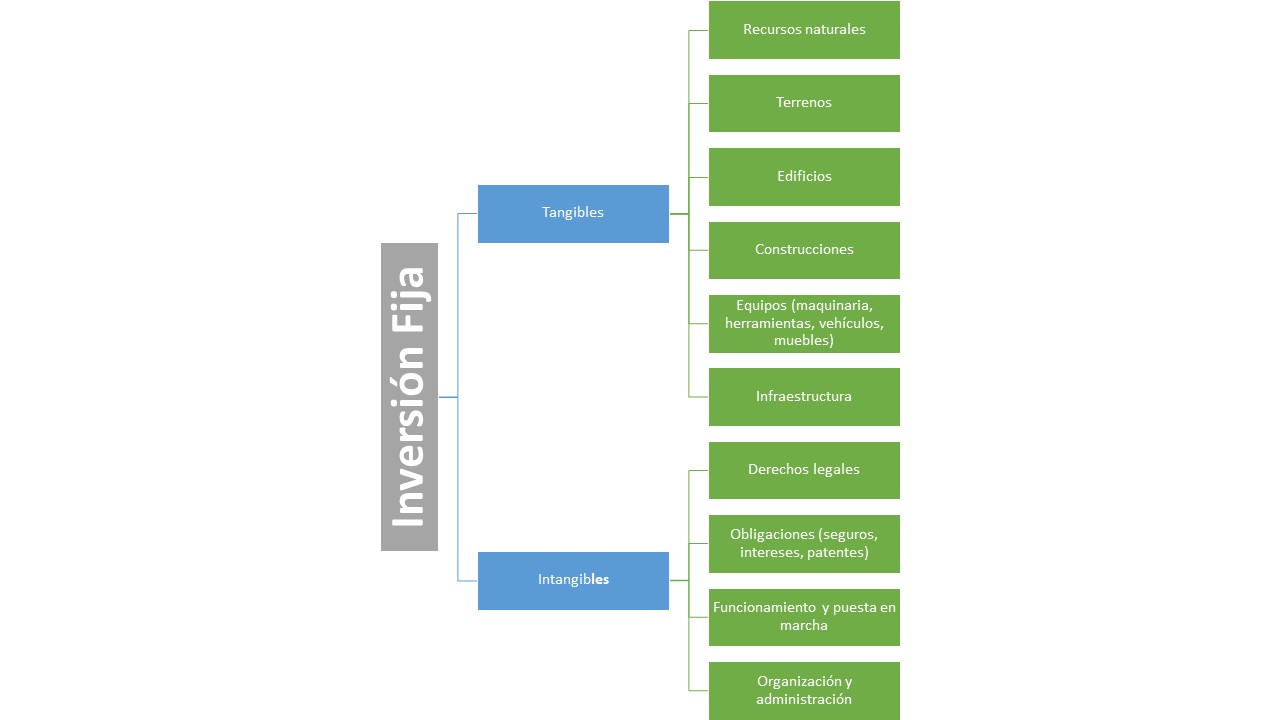 Inversión Fija
Tangibles
Recursos naturales
Terrenos
Edificios
Construcciones
Equipos (maquinaria,
herramientas, vehículos,
muebles)
Infraestructura
Intangibles
Derechos legales
Obligaciones (seguros,
intereses, patentes)
Funcionamiento y puesta en
marcha
Organización y
administración